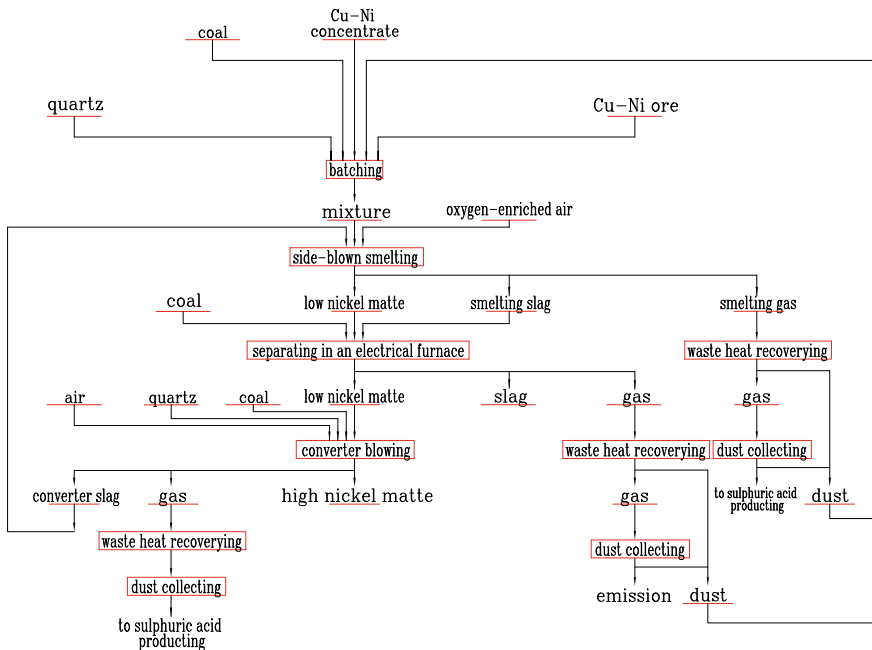 Cu-Ni
concentrate
coal
quartz
Cu-Ni ore
batching
mixture
oxygen-enriched air
side-blown smelting
coal
low nickel matte
smelting slag
smelting gas
separating in an electrical furnace
waste heat recoverying
air
quartz
coal
low nickel matte
slag
gas
gas
converter blowing
waste heat recoverying
dust collecting
converter slag
gas
high nickel matte
gas
to sulphuric acid
producting
dust
waste heat recoverying
dust collecting
dust collecting
emission
dust
to sulphuric acid
producting